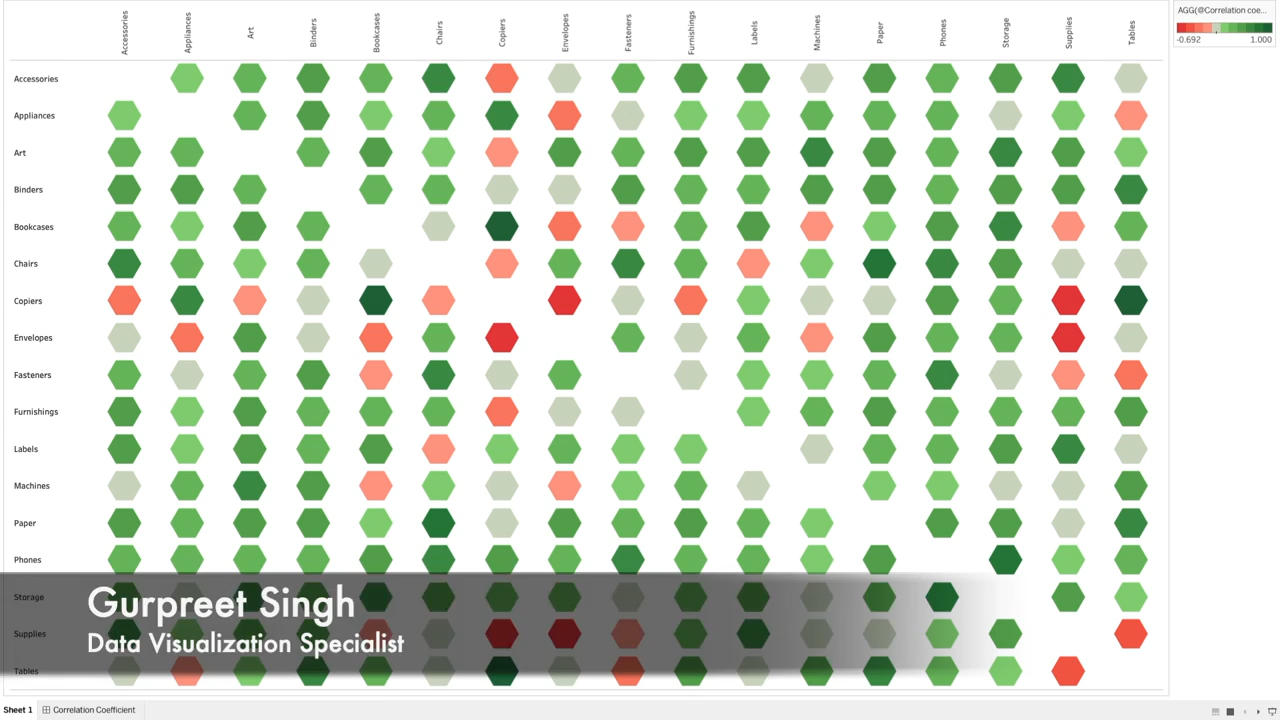 Accessories
Appliances
Art
Binders
Bookcases
Chairs
Copiers
Envelopes
Fasteners
Furnishings
Labels
Machines
Paper
Phones
Storage
Supplies
Tables
AGG(@Correlation coe...
-0.692 1.000
Accessories
Appliances
Art
Binders
Bookcases
Chairs
Copiers
Envelopes
Fasteners
Furnishings
Labels
Machines
Paper
Phones
Storage
Supplies
Tables
Gurpreet Singh
Data Visualization Specialist
Sheet 1 Correlation Coefficient